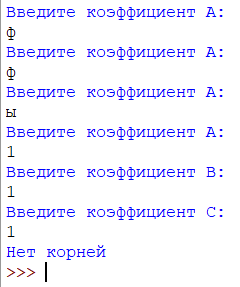 Введите коэффициент A:
ф
Введите коэффициент A:
ф
Введите коэффициент A:
ы
Введите коэффициент A:
1
Введите коэффициент B:
1
Введите коэффициент C:
1
Нет корней
>>>